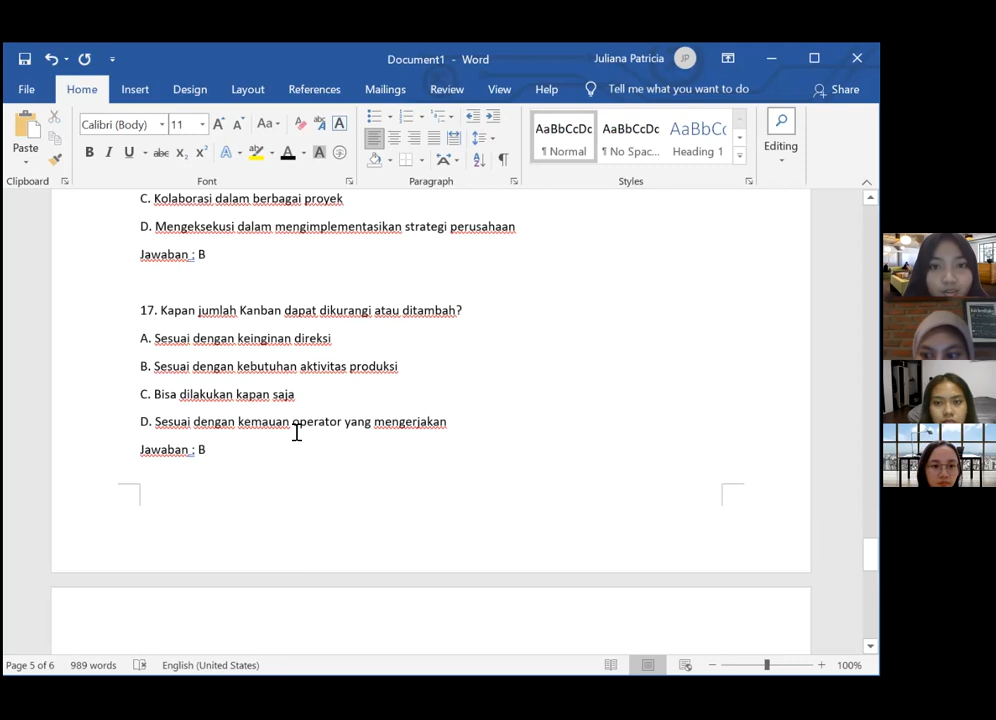 Document1 - Word
Juliana Patricia
JP
File
Home
Insert
Design
Layout
References
Mailings
Review
View
Help
Tell me what you want to do
Share
Paste
Calibri (Body)
11
Clipboard
Font
Paragraph
AaBbCcDc
¶ Normal
AaBbCcDc
¶ No Spac...
AaBbCc
Heading 1
Styles
Editing
C. Kolaborasi dalam berbagai proyek
D. Mengeksekusi dalam mengimplementasikan strategi perusahaan
Jawaban : B
17. Kapan jumlah Kanban dapat dikurangi atau ditambah?
A. Sesuai dengan keinginan direksi
B. Sesuai dengan kebutuhan aktivitas produksi
C. Bisa dilakukan kapan saja
D. Sesuai dengan kemauan operator yang mengerjakan
Jawaban : B
Page 5 of 6
989 words
English (United States)
100%